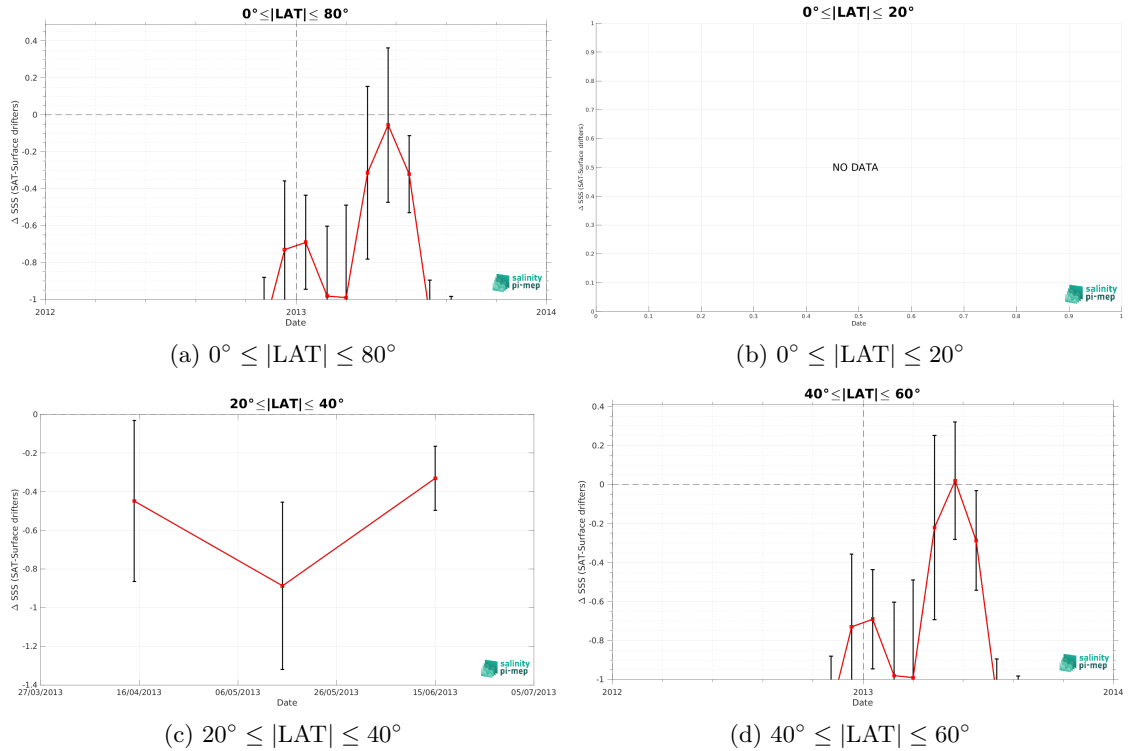 0°≤|LAT|≤ 80°
Δ SSS (SAT-Surface drifters)
0.4
0.2
0
-0.2
-0.4
-0.6
-0.8
-1
2012
2013
2014
Date
salinity
pi-mep
(a) 0° ≤ |LAT| ≤ 80°
0°≤|LAT|≤ 20°
Δ SSS (SAT-Surface drifters)
1
0.9
0.8
0.7
0.6
0.5
0.4
0.3
0.2
0.1
0
NO DATA
0
0.1
0.2
0.3
0.4
0.5
0.6
0.7
0.8
0.9
1
Date
salinity
pi-mep
(b) 0° ≤ |LAT| ≤ 20°
20°≤|LAT|≤ 40°
Δ SSS (SAT-Surface drifters)
0
-0.2
-0.4
-0.6
-0.8
-1
-1.2
-1.4
27/03/2013
16/04/2013
06/05/2013
26/05/2013
15/06/2013
05/07/2013
Date
salinity
pi-mep
(c) 20° ≤ |LAT| ≤ 40°
40°≤|LAT|≤ 60°
Δ SSS (SAT-Surface drifters)
0.4
0.2
0
-0.2
-0.4
-0.6
-0.8
-1
2012
2013
2014
Date
salinity
pi-mep
(d) 40° ≤ |LAT| ≤ 60°